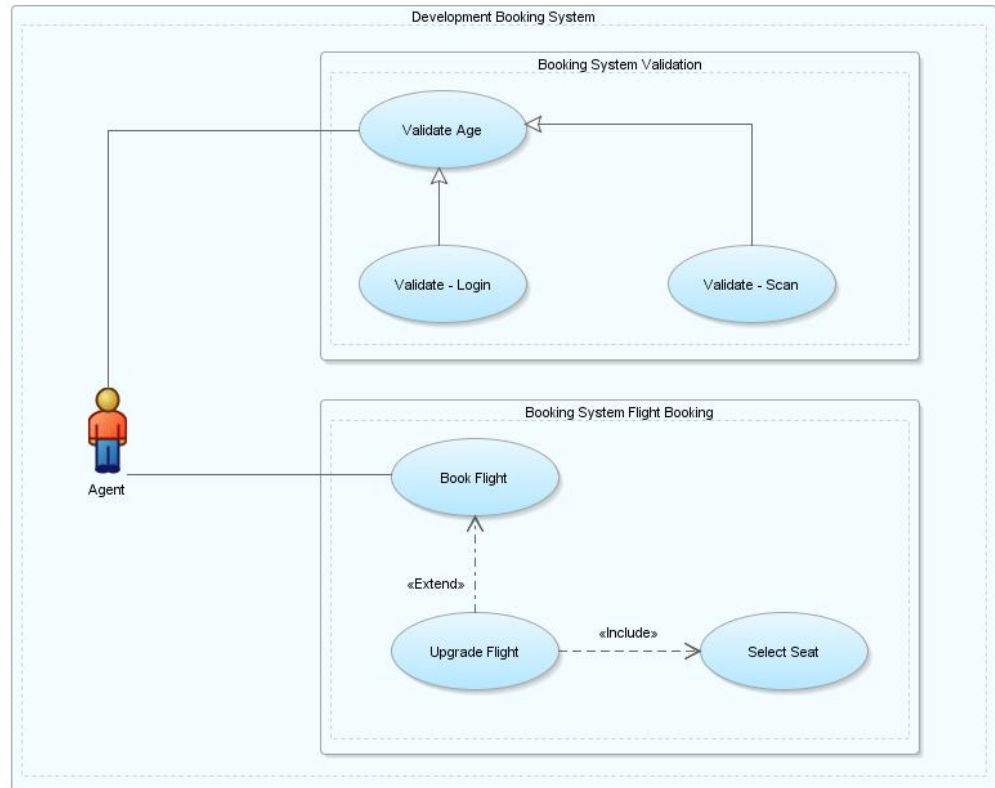 Development Booking System
Booking System Validation
Validate Age
Validate - Login
Validate - Scan
Agent
Booking System Flight Booking
Book Flight
«Extend»
Upgrade Flight
«Include»
Select Seat